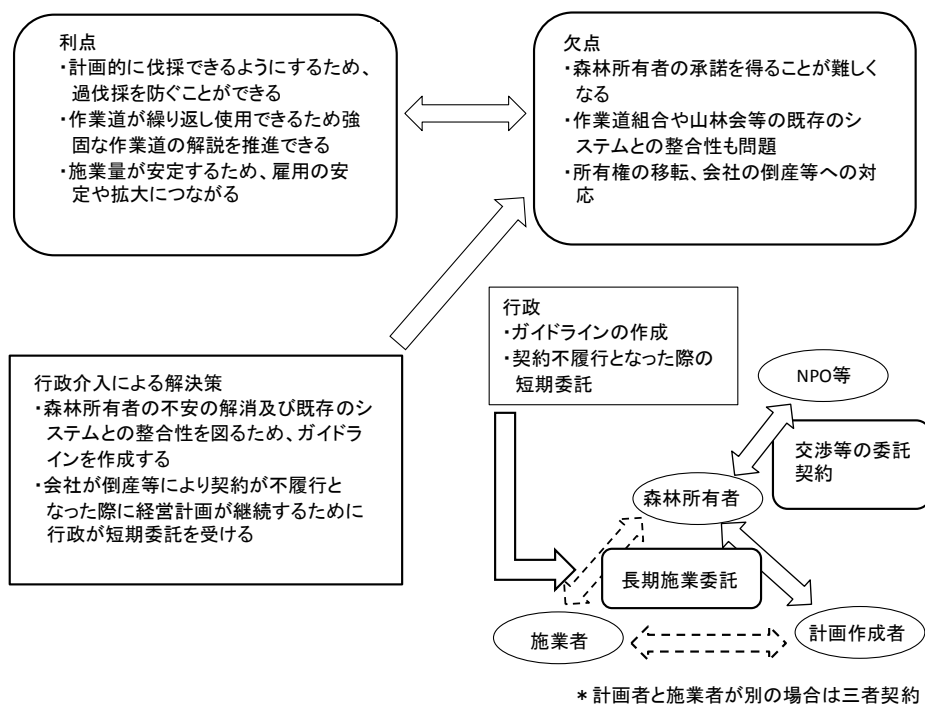 利点
・計画的に伐採できるようにするため、
過伐採を防ぐことができる
・作業道が繰り返し使用できるため強
固な作業道の解説を推進できる
・施業量が安定するため、雇用の安
定や拡大につながる
欠点
・森林所有者の承諾を得ることが難しく
なる
・作業道組合や山林会等の既存のシ
ステムとの整合性も問題
・所有権の移転、会社の倒産等への対
応
行政介入による解決策
・森林所有者の不安の解消及び既存のシ
ステムとの整合性を図るため、ガイドラ
インを作成する
・会社が倒産等により契約が不履行と
なった際に経営計画が継続するために
行政が短期委託を受ける
行政
・ガイドラインの作成
・契約不履行となった際の
短期委託
NPO等
交渉等の委託
契約
森林所有者
長期施業委託
施業者
計画作成者
＊計画者と施業者が別の場合は三者契約